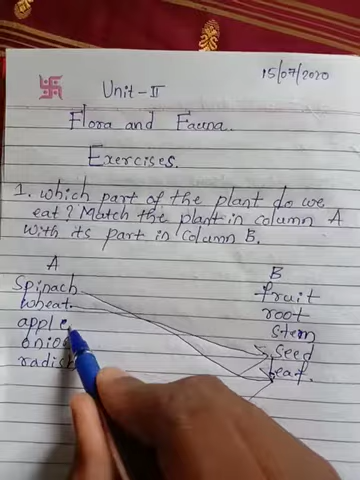 15/07/2020
Unit-II
Flora and Fauna.
Exercises.
1. which part of the plant do we
eat? Match the plant in column A
with its part in column B.
A
B
Spinach
fruit
wheat.
root
apple
stem
seed
radish
leaf.